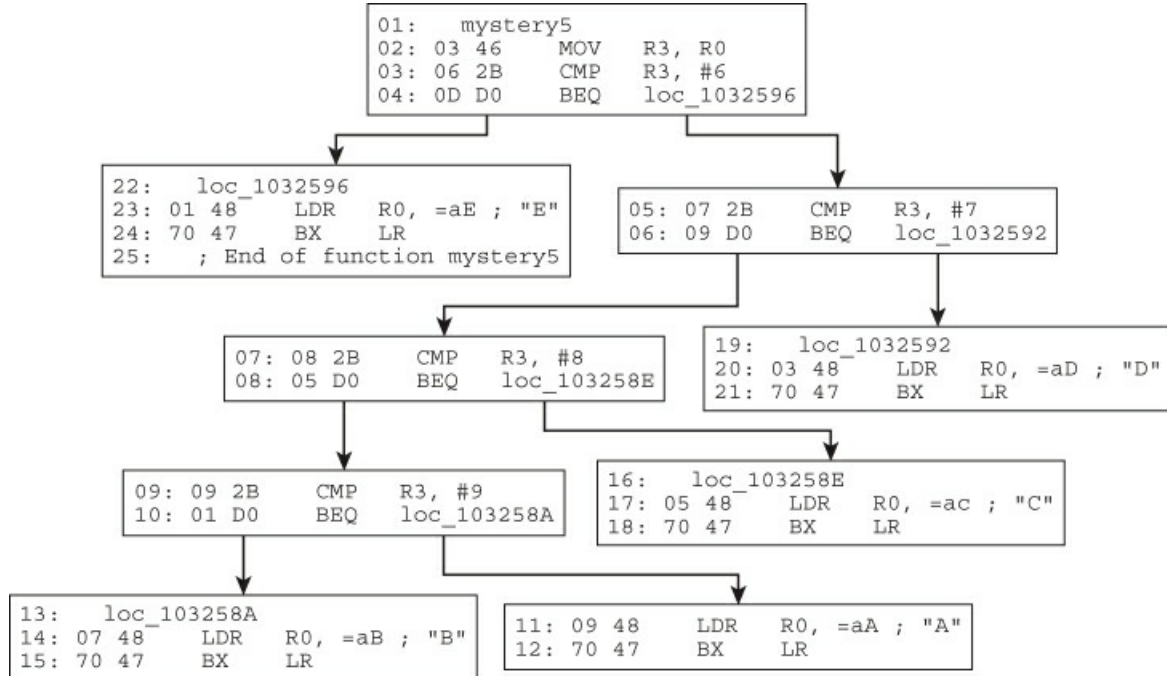 01:   mystery5
02: 03 46     MOV   R3, R0
03: 06 2B     CMP   R3, #6
04: 0D D0     BEQ   loc_1032596
22:   loc_1032596
23: 01 48     LDR   R0, =aE ; "E"
24: 70 47     BX    LR
25:   ; End of function mystery5
05: 07 2B     CMP   R3, #7
06: 09 D0     BEQ   loc_1032592
07: 08 2B     CMP   R3, #8
08: 05 D0     BEQ   loc_103258E
19:   loc_1032592
20: 03 48     LDR   R0, =aD ; "D"
21: 70 47     BX    LR
09: 09 2B     CMP   R3, #9
10: 01 D0     BEQ   loc_103258A
16:   loc_103258E
17: 05 48     LDR   R0, =ac ; "C"
18: 70 47     BX    LR
13:   loc_103258A
14: 07 48     LDR   R0, =aB ; "B"
15: 70 47     BX    LR
11: 09 48     LDR   R0, =aA ; "A"
12: 70 47     BX    LR